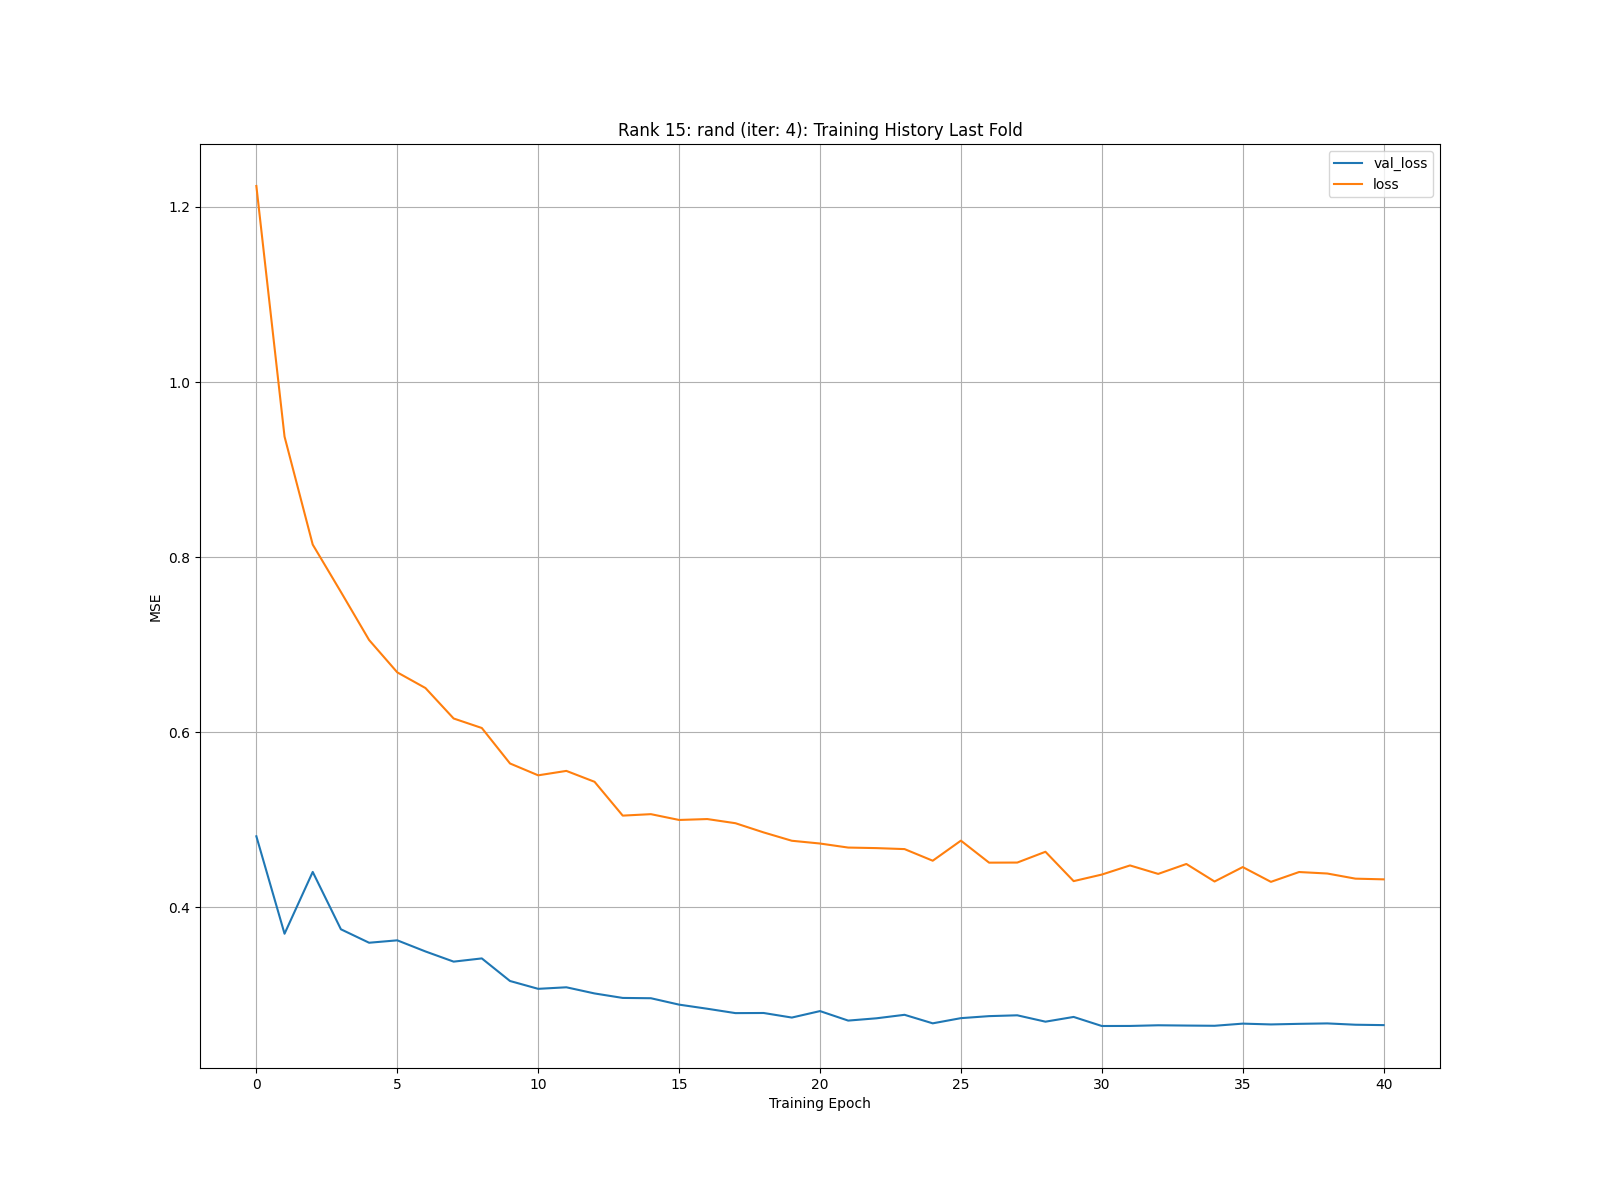 Rank 15: rand (iter: 4): Training History Last Fold
val_loss
loss
1.2
1.0
0.8
0.6
0.4
MSE
0 5 10 15 20 25 30 35 40
Training Epoch